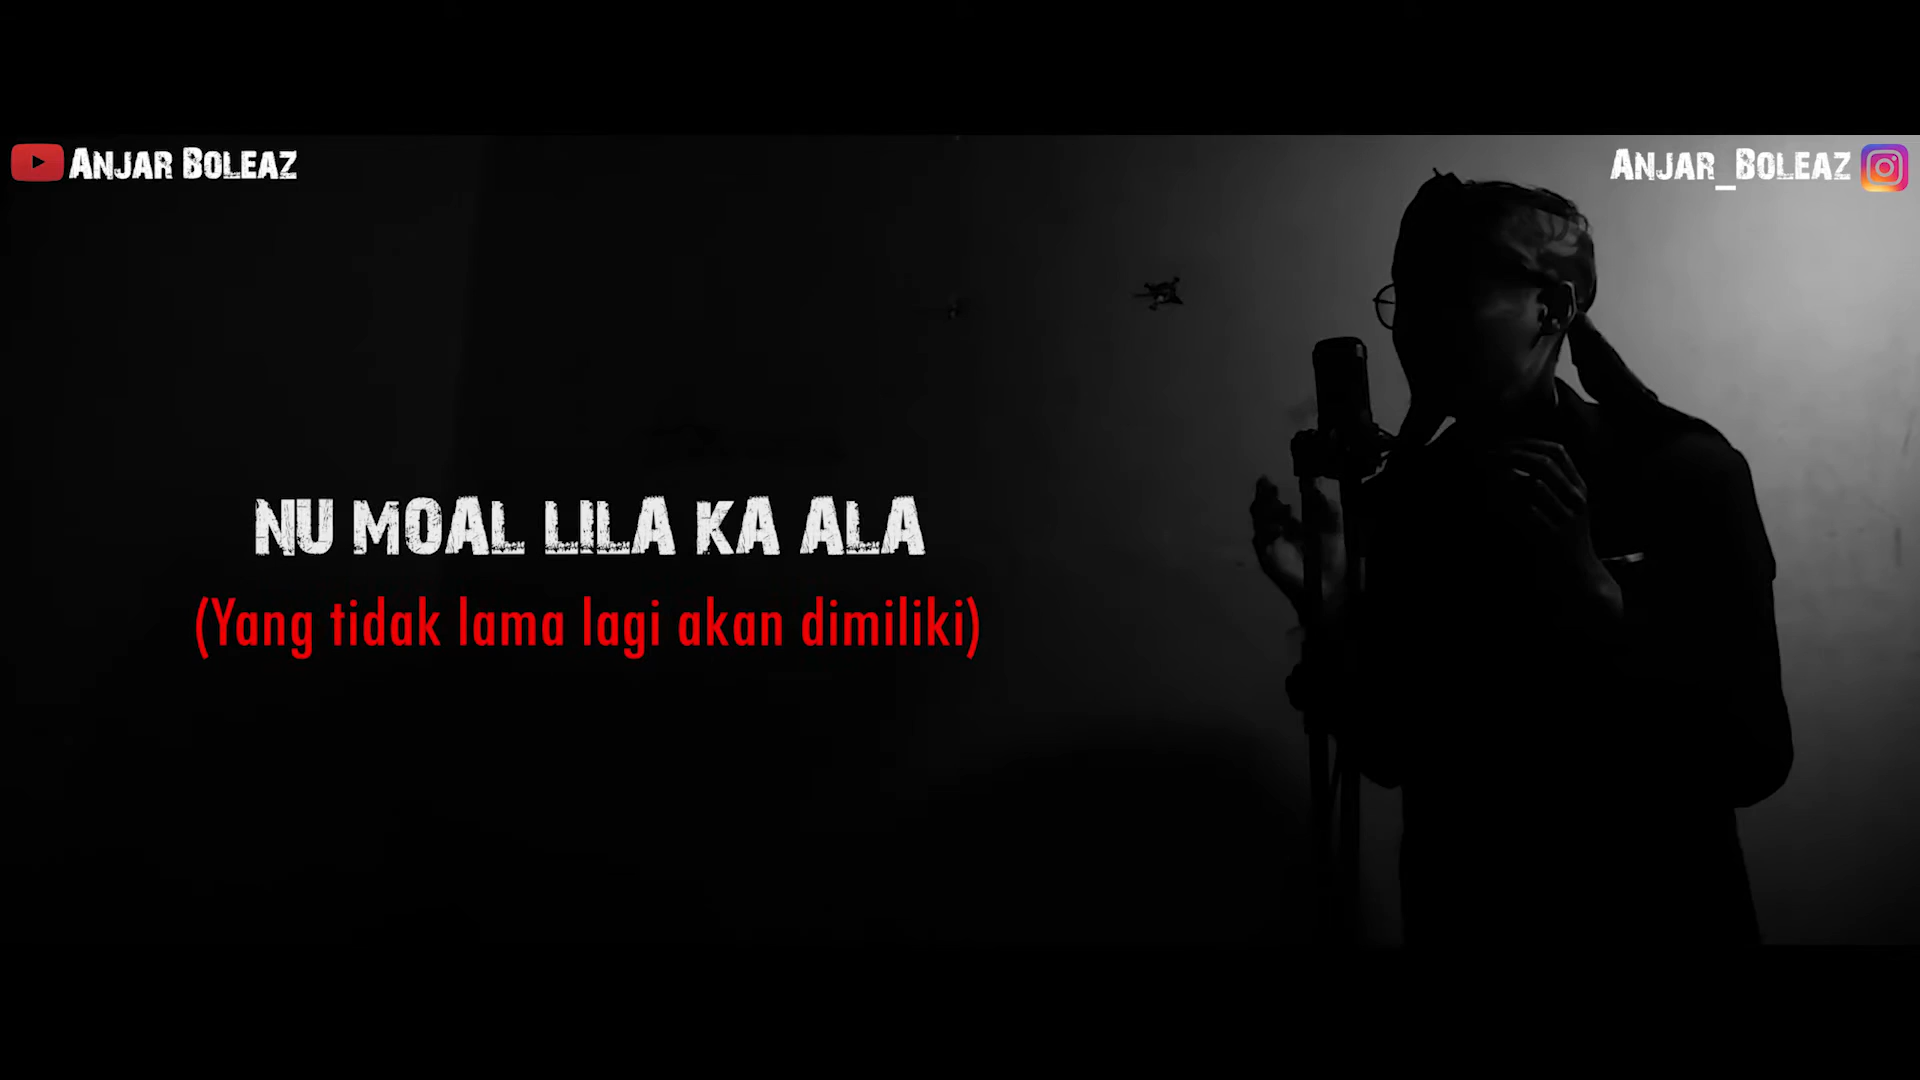 ANJAR BOLEAZ
ANJAR_BOLEAZ
NU MOAL LILA KA ALA
(Yang tidak lama lagi akan dimiliki)